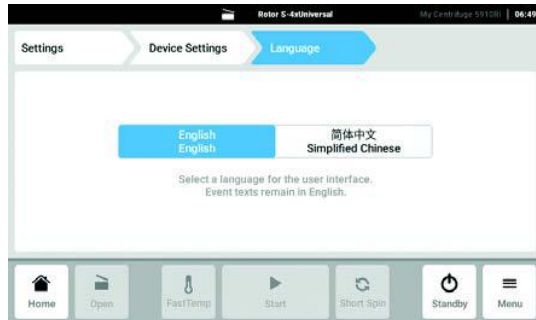 Rotor S-4xUniversal
My Centrifuge 5910Ri | 06:49
Settings
Device Settings
Language
English
English
简体中文
Simplified Chinese
Select a language for the user interface.
Event texts remain in English.
Home
Open
FastTemp
Start
Short Spin
Standby
Menu